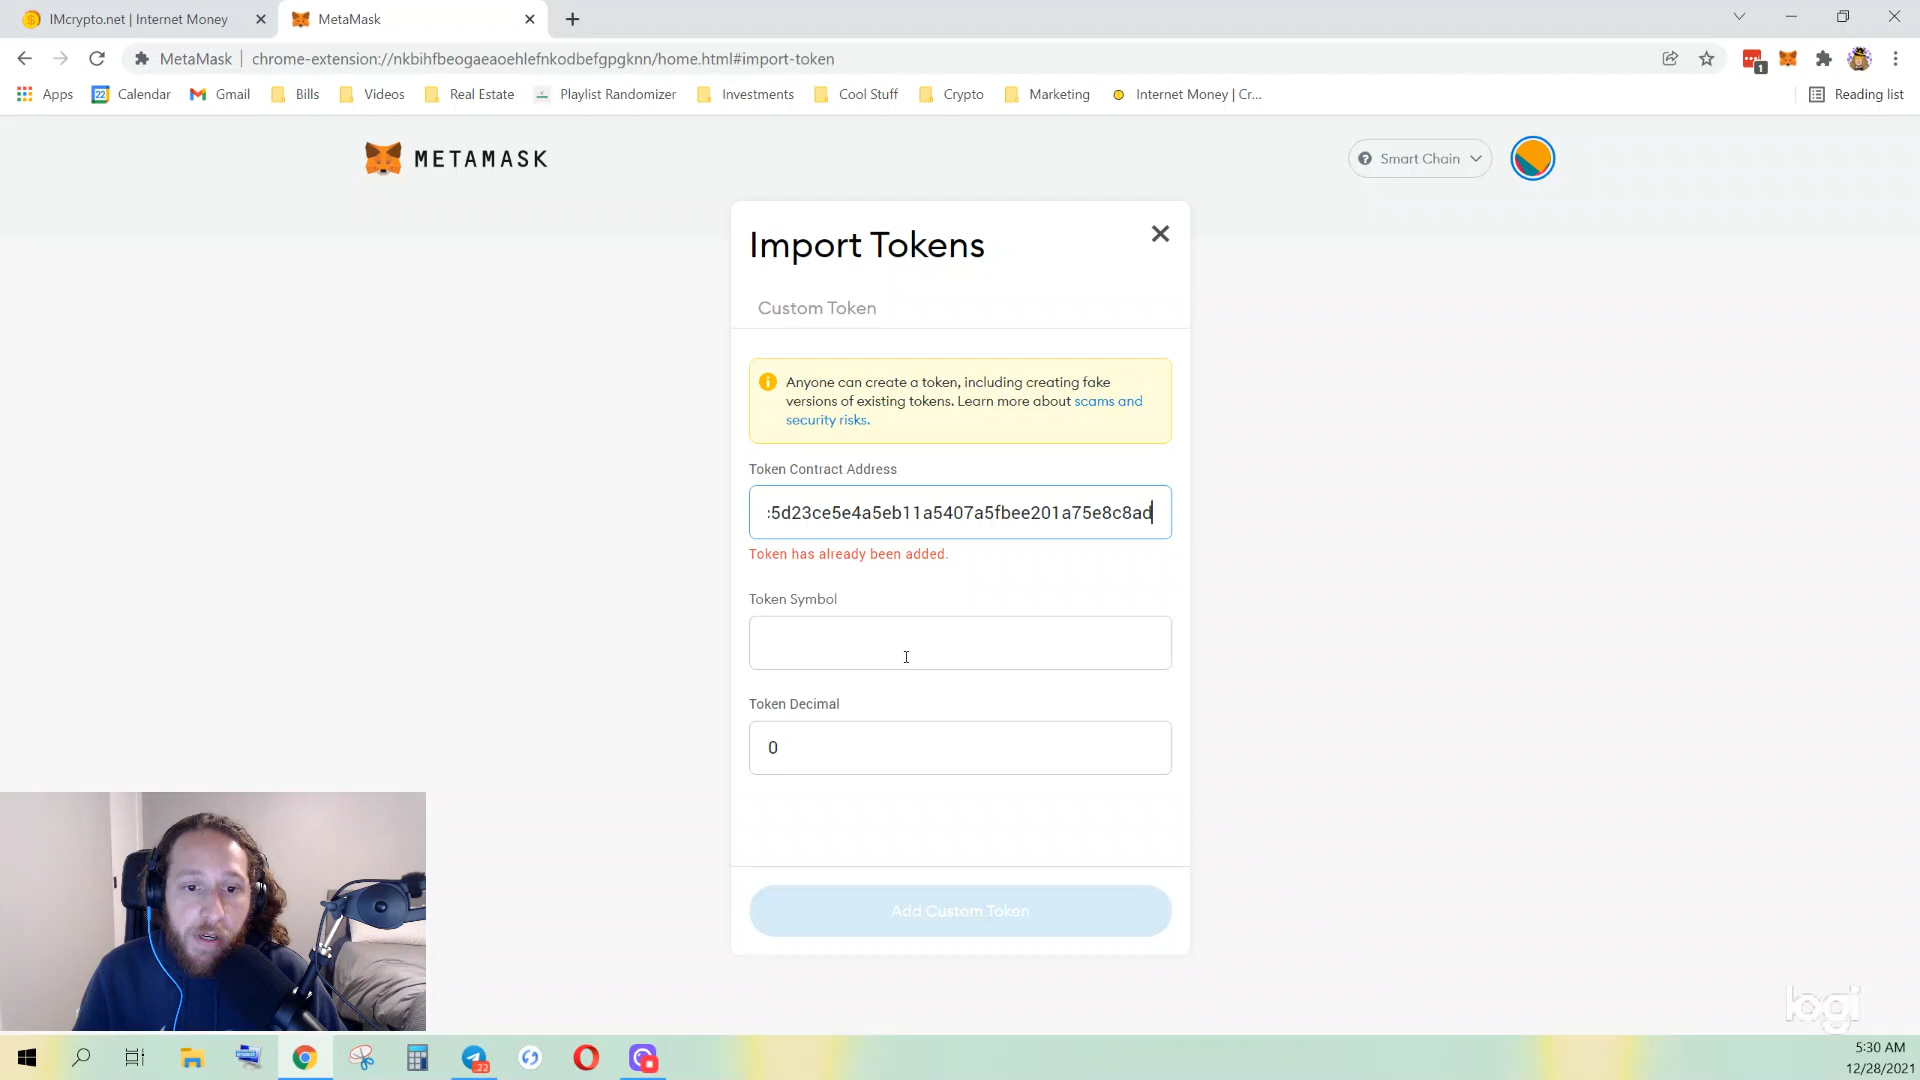 IMcrypto.net | Internet Money
MetaMask
MetaMask
chrome-extension://nkbihfbeogaeaoehlefnkodbefgpgknn/home.html#import-token
1
Apps
22
Calendar
Gmail
Bills
Videos
Real Estate
Playlist Randomizer
Investments
Cool Stuff
Crypto
Marketing
Internet Money | Cr...
Reading list
METAMASK
Smart Chain
Import Tokens
Custom Token
Anyone can create a token, including creating fake
versions of existing tokens. Learn more about scams and
security risks.
Token Contract Address
:5d23ce5e4a5eb11a5407a5fbee201a75e8c8ad
Token has already been added.
Token Symbol
Token Decimal
0
Add Custom Token
logi
22
5:30 AM
12/28/2021